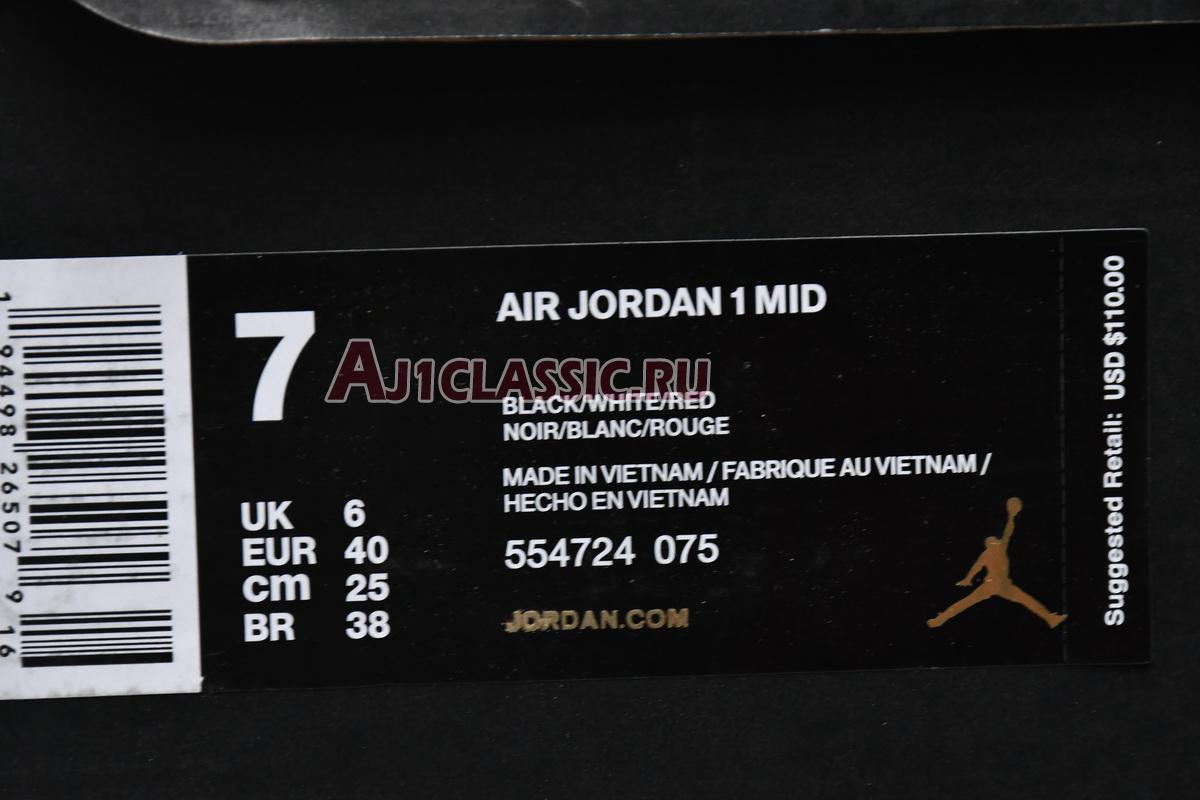 1 94498 26507 9 16
7
AJ1CLASSIC.RU
AIR JORDAN 1 MID
BLACK/WHITE/RED
NOIR/BLANC/ROUGE
MADE IN VIETNAM / FABRIQUE AU VIETNAM /
HECHO EN VIETNAM
UK 6
EUR 40
cm 25
BR 38
554724 075
JORDAN.COM
Suggested Retail: USD $110.00